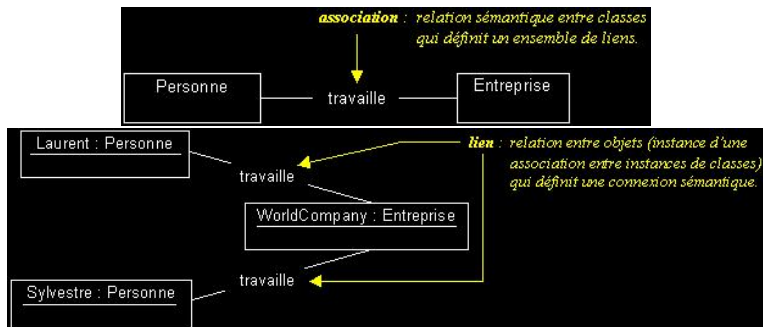 association : relation sémantique entre classes
qui définit un ensemble de liens.
Personne
travaille
Entreprise
Laurent : Personne
lien : relation entre objets (instance d'une
association entre instances de classes)
qui définit une connexion sémantique.
travaille
WorldCompany : Entreprise
travaille
Sylvestre : Personne